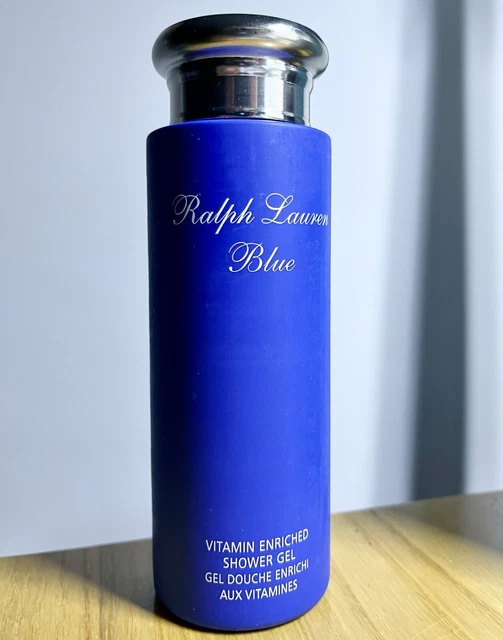 Ralph Lauren
Blue
VITAMIN ENRICHED
SHOWER GEL
GEL DOUCHE ENRICHI
AUX VITAMINES